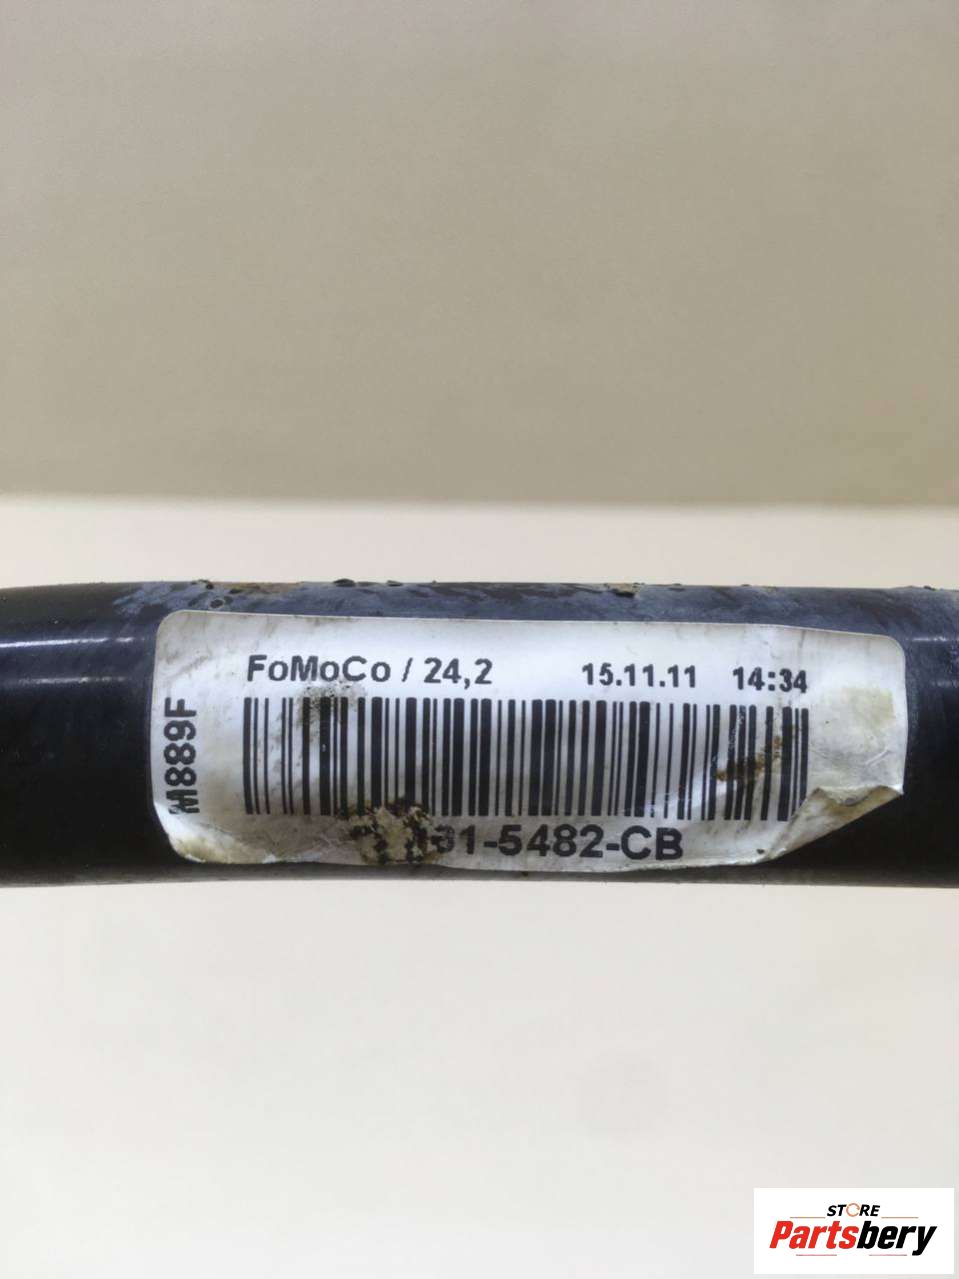 FoMoCo / 24,2 15.11.11 14:34
M889F
31-5482-CB
STORE
Partsbery